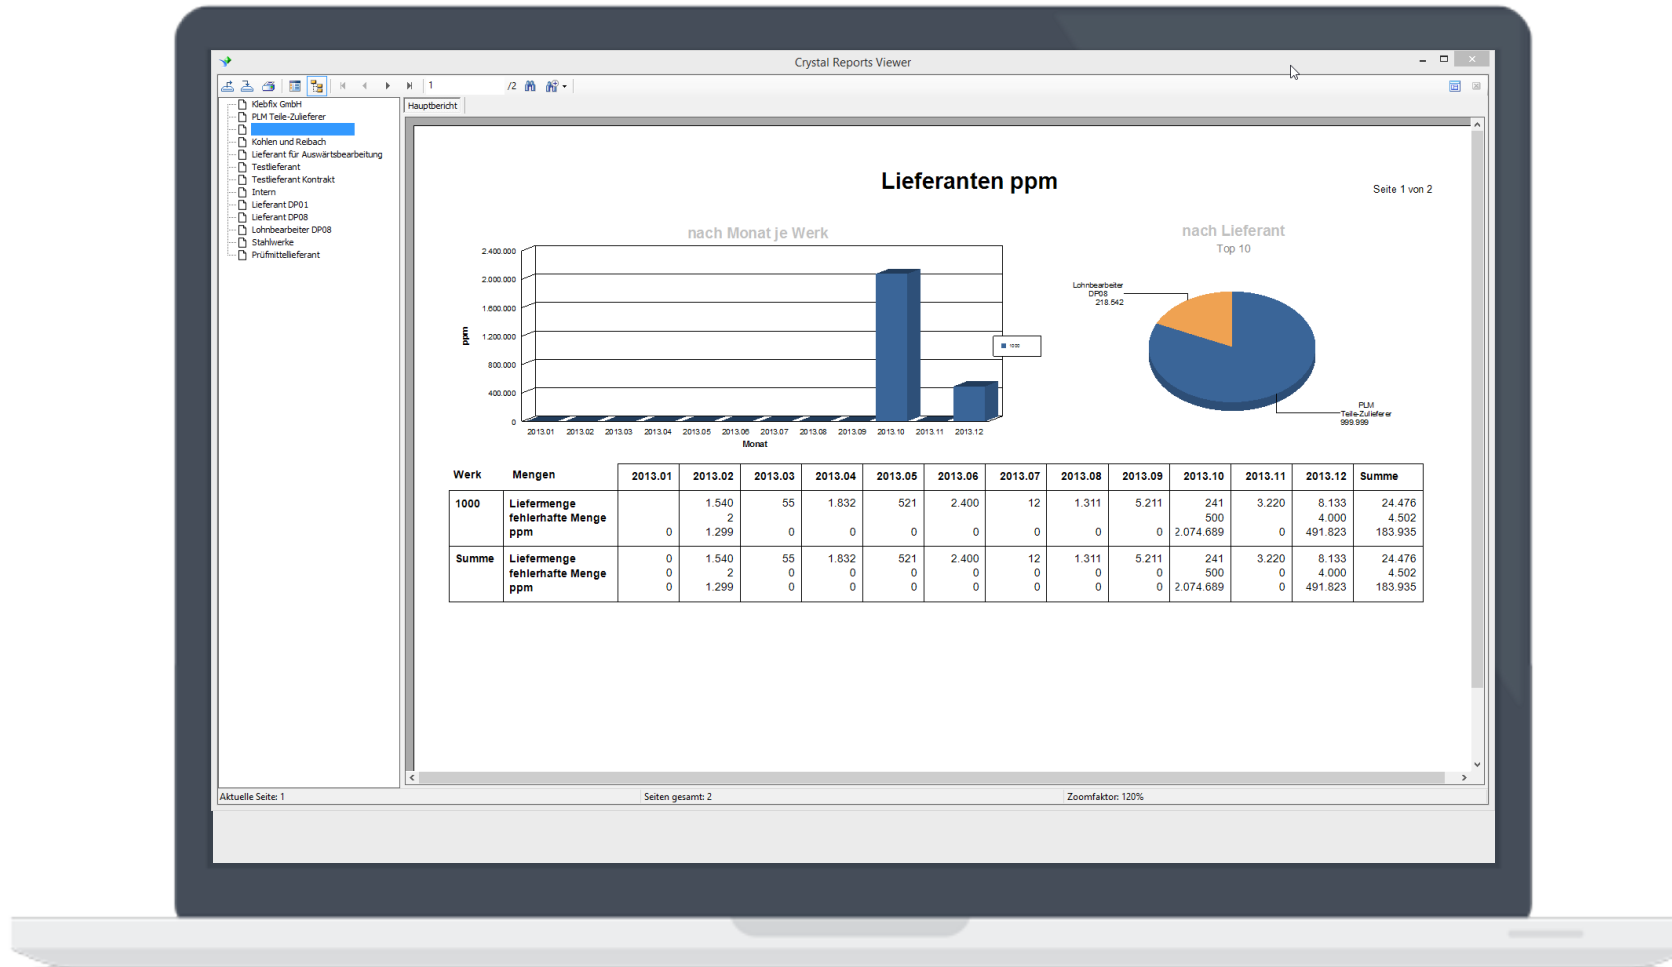 Crystal Reports Viewer
1 /2
Klebfix GmbH
PLM Teile-Zulieferer
Kohlen und Reibach
Lieferant für Auswärtsbearbeitung
Testlieferant
Testlieferant Kontrakt
Intern
Lieferant DP01
Lieferant DP08
Lohnbearbeiter DP08
Stahlwerke
Prüfmittellieferant
Hauptbericht
Lieferanten ppm
Seite 1 von 2
nach Monat je Werk
2.400.000
2.000.000
1.600.000
1.200.000
800.000
400.000
0
ppm
2013.01 2013.02 2013.03 2013.04 2013.05 2013.06 2013.07 2013.08 2013.09 2013.10 2013.11 2013.12
Monat
1000
nach Lieferant
Top 10
Lohnbearbeiter
DP08
218.542
PLM
Teile-Zulieferer
999.999
Werk Mengen 2013.01 2013.02 2013.03 2013.04 2013.05 2013.06 2013.07 2013.08 2013.09 2013.10 2013.11 2013.12 Summe
1000 Liefermenge 1.540 55 1.832 521 2.400 12 1.311 5.211 241 3.220 8.133 24.476
fehlerhafte Menge 2 500 4.000 4.502
ppm 0 1.299 0 0 0 0 0 0 0 2.074.689 0 491.823 183.935
Summe Liefermenge 0 1.540 55 1.832 521 2.400 12 1.311 5.211 241 3.220 8.133 24.476
fehlerhafte Menge 0 2 0 0 0 0 0 0 0 500 0 4.000 4.502
ppm 0 1.299 0 0 0 0 0 0 0 2.074.689 0 491.823 183.935
Aktuelle Seite: 1
Seiten gesamt: 2
Zoomfaktor: 120%